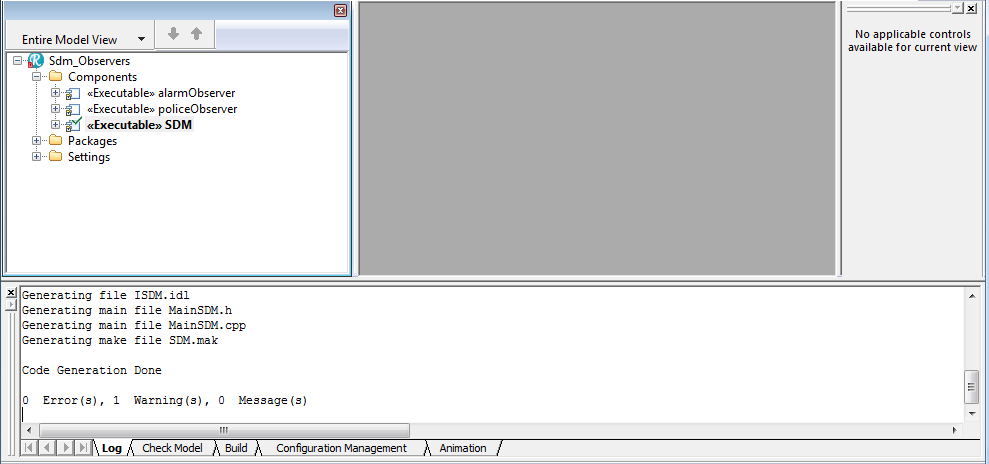 Entire Model View
Sdm_Observers
Components
«Executable» alarmObserver
«Executable» policeObserver
«Executable» SDM
Packages
Settings
No applicable controls
available for current view
Generating file ISDM.idl
Generating main file MainSDM.h
Generating main file MainSDM.cpp
Generating make file SDM.mak
Code Generation Done
0 Error(s), 1 Warning(s), 0 Message(s)
Log Check Model Build Configuration Management Animation